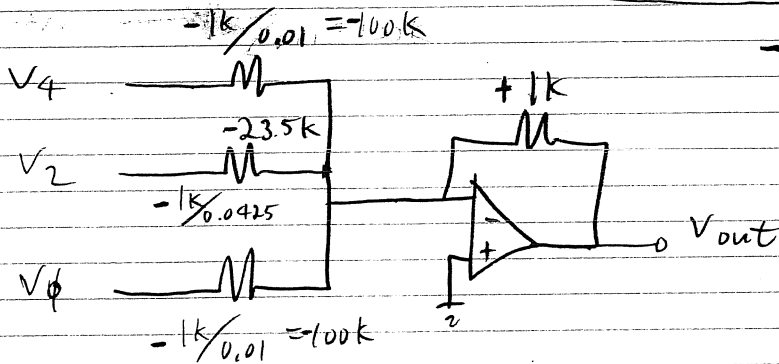 -1k/0.01 = -100k
V4
+1k
-23.5k
V2
-1k/0.0425
-
+
Vout
Vϕ
-1k/0.01 = -100k